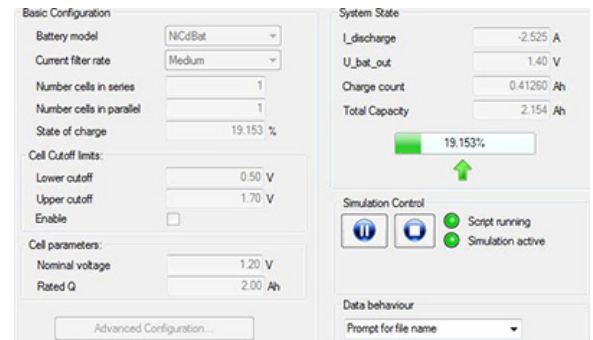 Basic Configuration
Battery model NiCdBat
Current filter rate Medium
Number cells in series 1
Number cells in parallel 1
State of charge 19.153 %
Cell Cutoff limits:
Lower cutoff 0.50 V
Upper cutoff 1.70 V
Enable
Cell parameters:
Nominal voltage 1.20 V
Rated Q 2.00 Ah
Advanced Configuration...
System State
I_discharge -2.525 A
U_bat_out 1.40 V
Charge count 0.41260 Ah
Total Capacity 2.154 Ah
19.153%
Simulation Control
Script running
Simulation active
Data behaviour
Prompt for file name